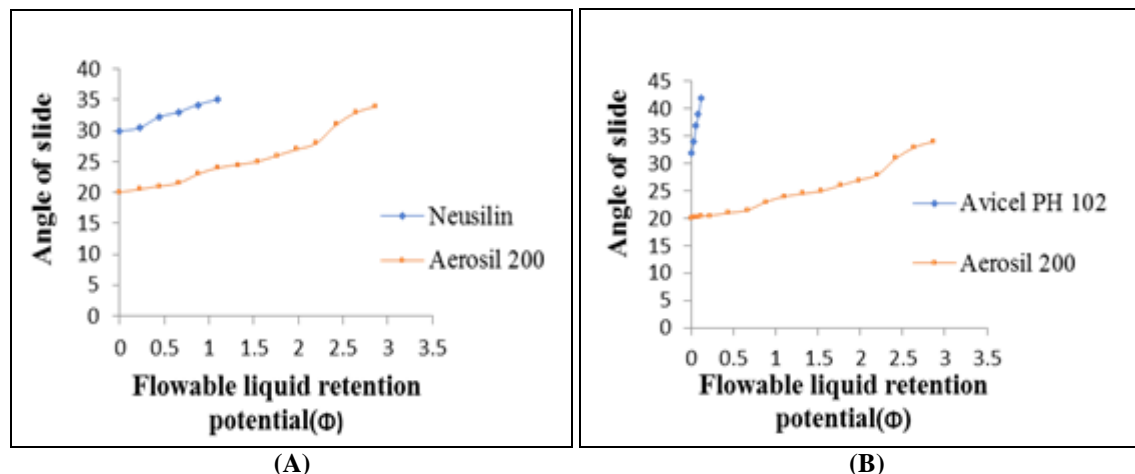 40
35
30
25
20
15
10
5
0
Angle of slide
Neusilin
Aerosil 200
0 0.5 1 1.5 2 2.5 3 3.5
Flowable liquid retention
potential(Φ)
(A)
45
40
35
30
25
20
15
10
5
0
Angle of slide
Avicel PH 102
Aerosil 200
0 0.5 1 1.5 2 2.5 3 3.5
Flowable liquid retention
potential(Φ)
(B)